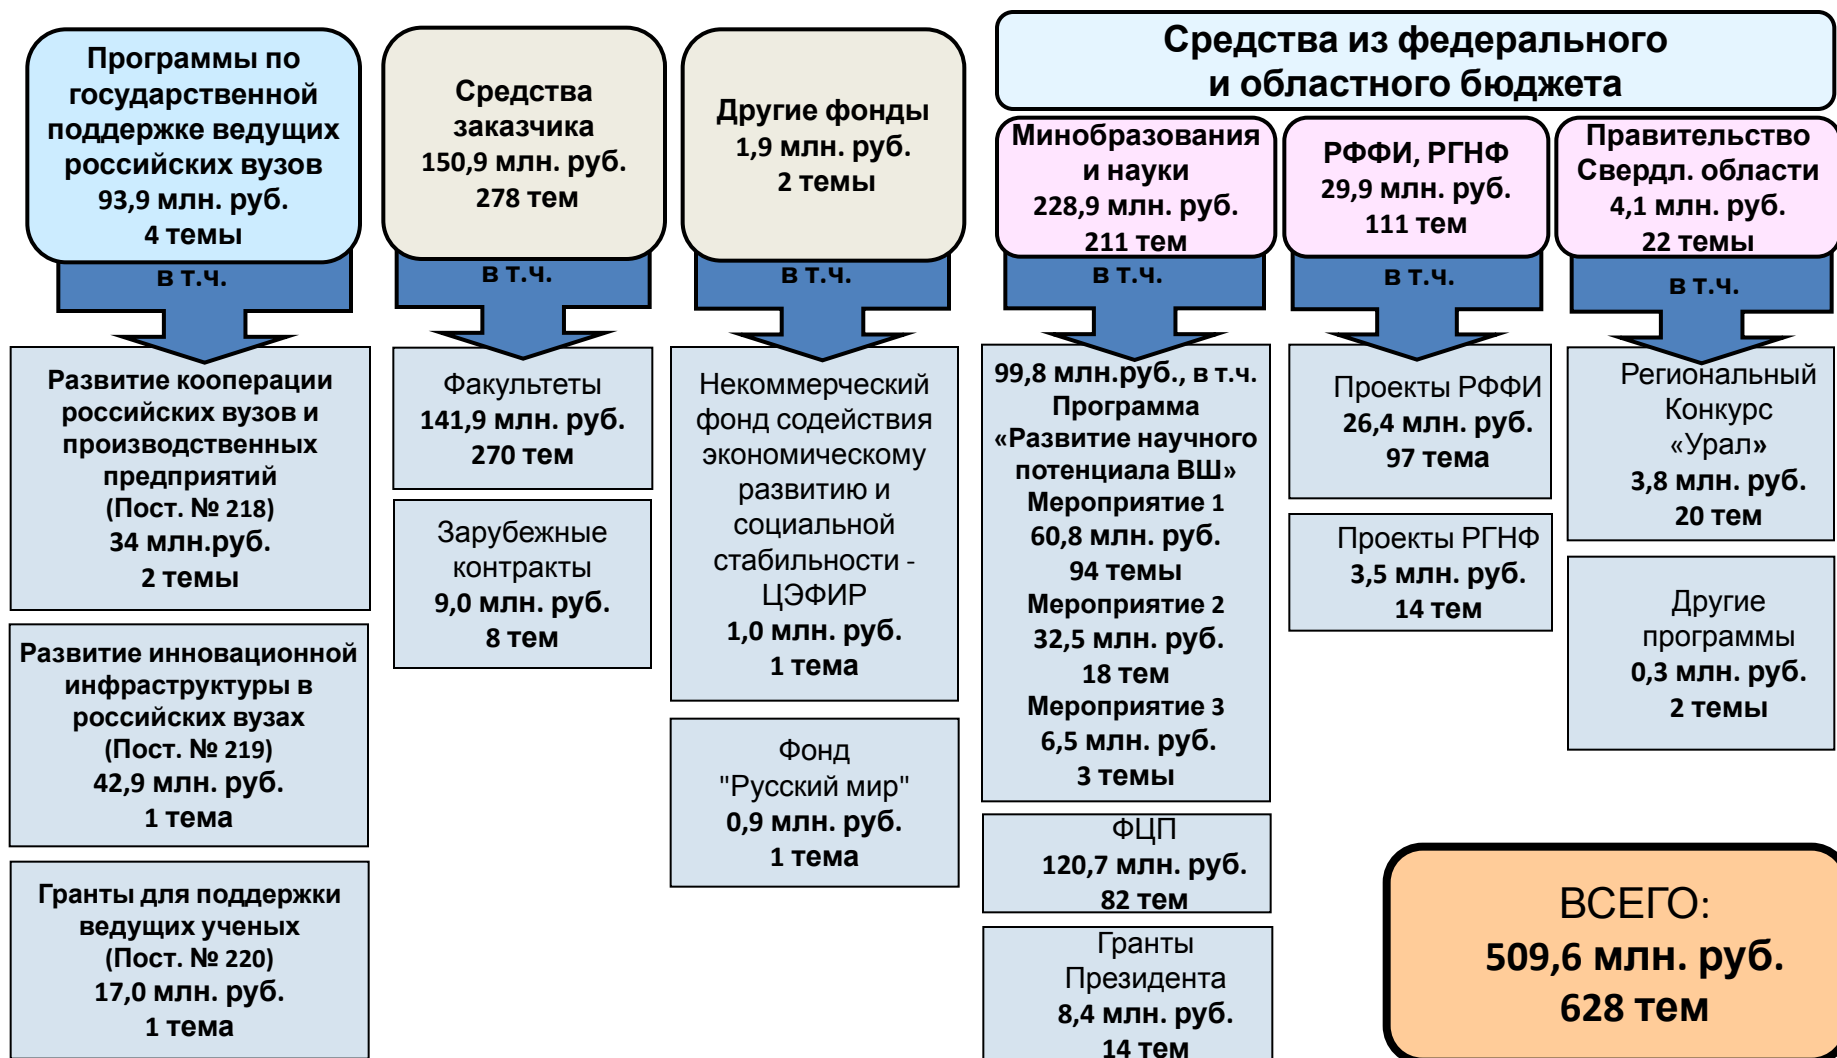 Программы по
государственной
поддержке ведущих
российских вузов
93,9 млн. руб.
4 темы
в т.ч.
Развитие кооперации
российских вузов и
производственных
предприятий
(Пост. № 218)
34 млн.руб.
2 темы
Развитие инновационной
инфраструктуры в
российских вузах
(Пост. № 219)
42,9 млн. руб.
1 тема
Гранты для поддержки
ведущих ученых
(Пост. № 220)
17,0 млн. руб.
1 тема
Средства
заказчика
150,9 млн. руб.
278 тем
в т.ч.
Факультеты
141,9 млн. руб.
270 тем
Зарубежные
контракты
9,0 млн. руб.
8 тем
Другие фонды
1,9 млн. руб.
2 темы
в т.ч.
Некоммерческий
фонд содействия
экономическому
развитию и
социальной
стабильности -
ЦЭФИР
1,0 млн. руб.
1 тема
Фонд
"Русский мир"
0,9 млн. руб.
1 тема
Средства из федерального
и областного бюджета
Минобразования
и науки
228,9 млн. руб.
211 тем
в т.ч.
99,8 млн.руб., в т.ч.
Программа
«Развитие научного
потенциала ВШ»
Мероприятие 1
60,8 млн. руб.
94 темы
Мероприятие 2
32,5 млн. руб.
18 тем
Мероприятие 3
6,5 млн. руб.
3 темы
ФЦП
120,7 млн. руб.
82 тем
Гранты
Президента
8,4 млн. руб.
14 тем
РФФИ, РГНФ
29,9 млн. руб.
111 тем
в т.ч.
Проекты РФФИ
26,4 млн. руб.
97 тема
Проекты РГНФ
3,5 млн. руб.
14 тем
Правительство
Свердл. области
4,1 млн. руб.
22 темы
в т.ч.
Региональный
Конкурс
«Урал»
3,8 млн. руб.
20 тем
Другие
программы
0,3 млн. руб.
2 темы
ВСЕГО:
509,6 млн. руб.
628 тем